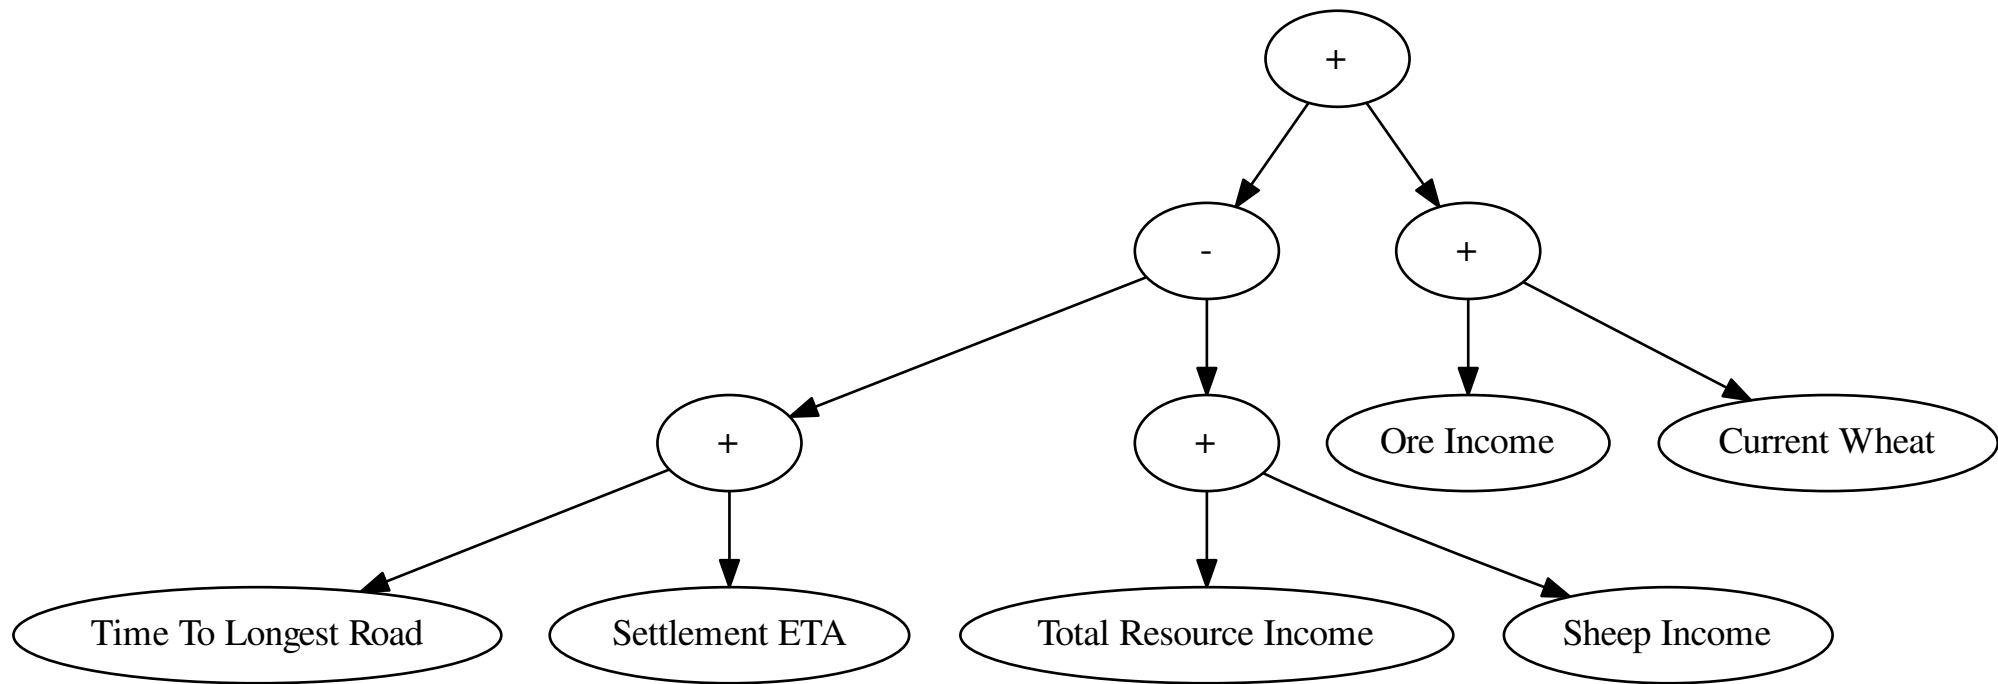 +
-
+
+
+
Ore Income
Current Wheat
Time To Longest Road
Settlement ETA
Total Resource Income
Sheep Income